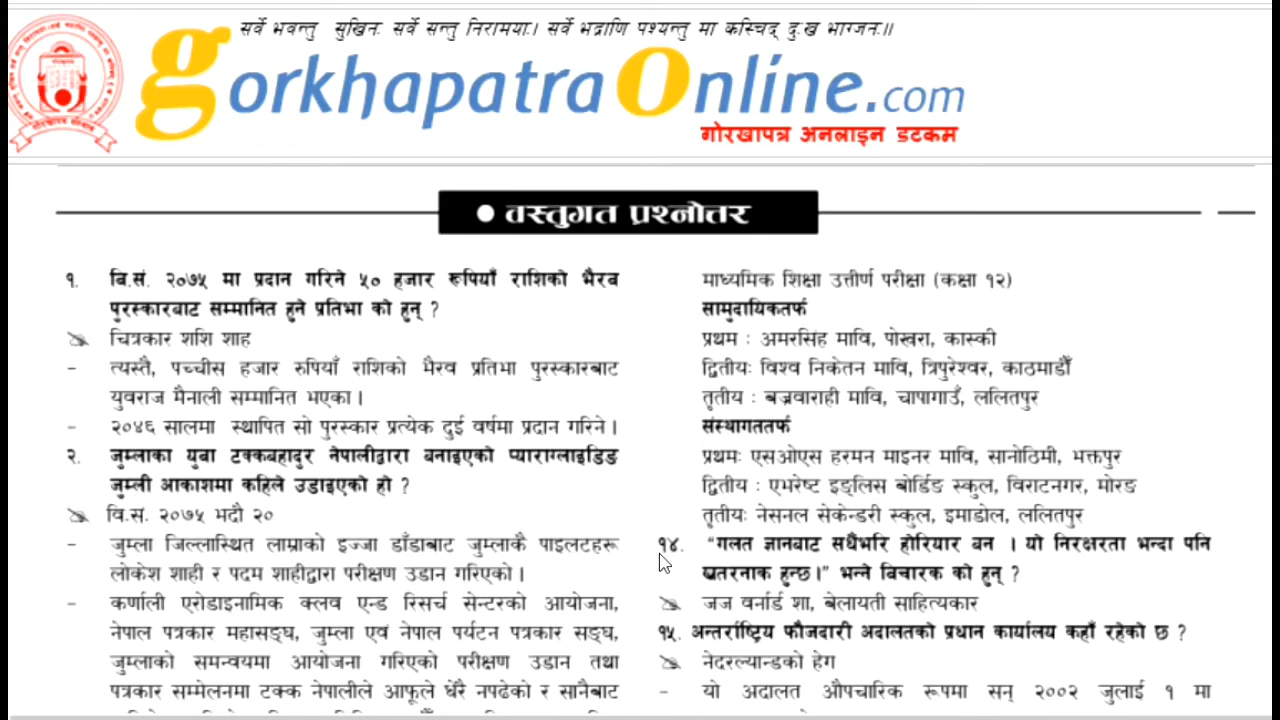 सर्वे भवन्तु सुखिनः सर्वे सन्तु निरामयाः। सर्वे भद्राणि पश्यन्तु मा कस्चिद् दुःख भाग्जनः॥
gorkhapatraOnline.com
गोरखापत्र अनलाइन डटकम
वस्तुगत प्रश्नोत्तर
१. बि.सं. २०७५ मा प्रदान गरिने ५० हजार रूपियाँ राशिको भैरब
पुरस्कारबाट सम्मानित हुने प्रतिभा को हुन् ?
चित्रकार शशि शाह
- त्यस्तै, पच्चीस हजार रुपियाँ राशिको भैरव प्रतिभा पुरस्कारबाट
युवराज मैनाली सम्मानित भएका।
- २०४६ सालमा स्थापित सो पुरस्कार प्रत्येक दुई वर्षमा प्रदान गरिने।
२. जुम्लाका युबा टक्कबहादुर नेपालीद्वारा बनाइएको प्याराग्लाइडिङ
जुम्ली आकाशमा कहिले उडाइएको हो ?
वि.सं. २०७५ भदौ २०
- जुम्ला जिल्लास्थित लाम्राको इज्जा डाँडाबाट जुम्लाकै पाइलटहरू
लोकेश शाही र पदम शाहीद्वारा परीक्षण उडान गरिएको।
- कर्णाली एरोडाइनामिक क्लव एन्ड रिसर्च सेन्टरको आयोजना,
नेपाल पत्रकार महासङ्घ, जुम्ला एवं नेपाल पर्यटन पत्रकार सङ्घ,
जुम्लाको समन्वयमा आयोजना गरिएको परीक्षण उडान तथा
पत्रकार सम्मेलनमा टक्क नेपालीले आफूले धेरै नपढेको र सानैबाट
माध्यमिक शिक्षा उत्तीर्ण परीक्षा (कक्षा १२)
सामुदायिकतर्फ
प्रथम : अमरसिंह मावि, पोखरा, कास्की
द्वितीयः विश्व निकेतन मावि, त्रिपुरेश्वर, काठमाडौँ
तृतीयः बज्रवाराही मावि, चापागाउँ, ललितपुर
संस्थागततर्फ
प्रथमः एसओएस हरमन माइनर मावि, सानोठिमी, भक्तपुर
द्वितीय : एभरेष्ट इङ्लिस बोर्डिङ स्कुल, विराटनगर, मोरङ
तृतीयः नेसनल सेकेन्डरी स्कुल, इमाडोल, ललितपुर
१४. "गलत ज्ञानबाट सधैंभरि होसियार बन । यो निरक्षरता भन्दा पनि
खतरनाक हुन्छ।" भन्ने बिचारक को हुन् ?
जर्ज वर्नार्ड शा, बेलायती साहित्यकार
१५. अन्तर्राष्ट्रिय फौजदारी अदालतको प्रधान कार्यालय कहाँ रहेको छ ?
नेदरल्यान्डको हेग
- यो अदालत औपचारिक रूपमा सन् २००२ जुलाई १ मा